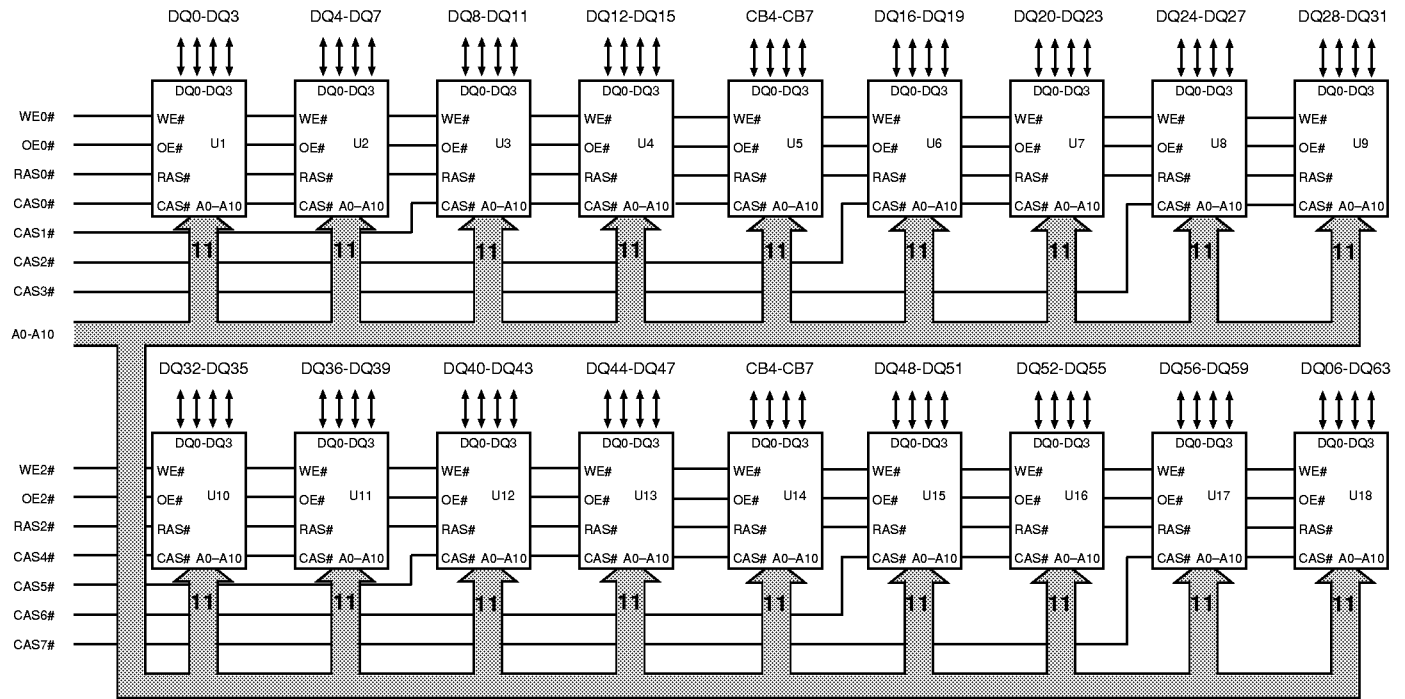 DQ0-DQ3 DQ4-DQ7 DQ8-DQ11 DQ12-DQ15 CB4-CB7 DQ16-DQ19 DQ20-DQ23 DQ24-DQ27 DQ28-DQ31
DQ0-DQ3 DQ0-DQ3 DQ0-DQ3 DQ0-DQ3 DQ0-DQ3 DQ0-DQ3 DQ0-DQ3 DQ0-DQ3 DQ0-DQ3
WE0# WE# WE# WE# WE# WE# WE# WE# WE# WE#
OE0# OE# U1 OE# U2 OE# U3 OE# U4 OE# U5 OE# U6 OE# U7 OE# U8 OE# U9
RAS0# RAS# RAS# RAS# RAS# RAS# RAS# RAS# RAS# RAS#
CAS0# CAS# A0–A10 CAS# A0–A10 CAS# A0–A10 CAS# A0–A10 CAS# A0–A10 CAS# A0–A10 CAS# A0–A10 CAS# A0–A10 CAS# A0–A10
CAS1#
11 11 11 11 11 11 11 11 11
CAS2#
CAS3#
A0-A10
DQ32-DQ35 DQ36-DQ39 DQ40-DQ43 DQ44-DQ47 CB4-CB7 DQ48-DQ51 DQ52-DQ55 DQ56-DQ59 DQ06-DQ63
DQ0-DQ3 DQ0-DQ3 DQ0-DQ3 DQ0-DQ3 DQ0-DQ3 DQ0-DQ3 DQ0-DQ3 DQ0-DQ3 DQ0-DQ3
WE2# WE# WE# WE# WE# WE# WE# WE# WE# WE#
OE2# OE# U10 OE# U11 OE# U12 OE# U13 OE# U14 OE# U15 OE# U16 OE# U17 OE# U18
RAS2# RAS# RAS# RAS# RAS# RAS# RAS# RAS# RAS# RAS#
CAS4# CAS# A0–A10 CAS# A0–A10 CAS# A0–A10 CAS# A0–A10 CAS# A0–A10 CAS# A0–A10 CAS# A0–A10 CAS# A0–A10 CAS# A0–A10
CAS5#
11 11 11 11 11 11 11 11 11
CAS6#
CAS7#